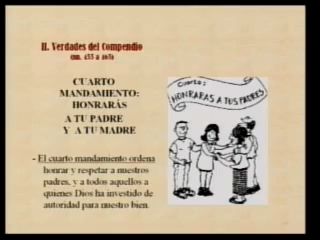 II. Verdades del Compendio
CUARTO
MANDAMIENTO:
HONRARÁS
A TU PADRE
Y A TU MADRE
- El cuarto mandamiento ordena
honrar y respetar a nuestros
padres, y a todos aquellos a
quienes Dios ha investido de
autoridad para nuestro bien.
Cuarto:
HONRARAS A TUS PADRES